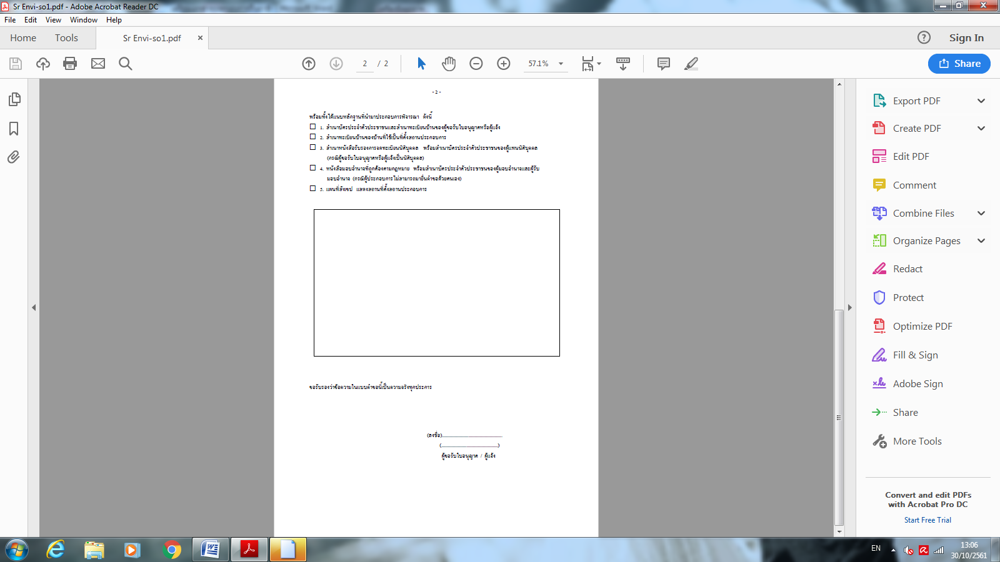 Sr Envi-so1.pdf - Adobe Acrobat Reader DC
File Edit View Window Help
Home Tools Sr Envi-so1.pdf × Sign In
2 / 2 57.1% Share
- 2 -
พร้อมทั้งได้แนบหลักฐานที่นำมาประกอบการพิจารณา ดังนี้
1. สำเนาบัตรประจำตัวประชาชนและสำเนาทะเบียนบ้านของผู้ขอรับใบอนุญาตหรือผู้แจ้ง
2. สำเนาทะเบียนบ้านของบ้านที่ใช้เป็นที่ตั้งสถานประกอบการ
3. สำเนาหนังสือรับรองการจดทะเบียนนิติบุคคล พร้อมสำเนาบัตรประจำตัวประชาชนของผู้แทนนิติบุคคล
(กรณีผู้ขอรับใบอนุญาตหรือผู้แจ้งเป็นนิติบุคคล)
4. หนังสือมอบอำนาจที่ถูกต้องตามกฎหมาย พร้อมสำเนาบัตรประจำตัวประชาชนของผู้มอบอำนาจและผู้รับ
มอบอำนาจ (กรณีผู้ประกอบการไม่สามารถมายื่นคำขอด้วยตนเอง)
5. แผนที่สังเขป แสดงสถานที่ตั้งสถานประกอบการ
ขอรับรองว่าข้อความในแบบคำขอนี้เป็นความจริงทุกประการ
(ลงชื่อ)................................................
(..............................................)
ผู้ขอรับใบอนุญาต / ผู้แจ้ง
Export PDF
Create PDF
Edit PDF
Comment
Combine Files
Organize Pages
Redact
Protect
Optimize PDF
Fill & Sign
Adobe Sign
Share
More Tools
Convert and edit PDFs
with Acrobat Pro DC
Start Free Trial
EN 13:06
30/10/2561